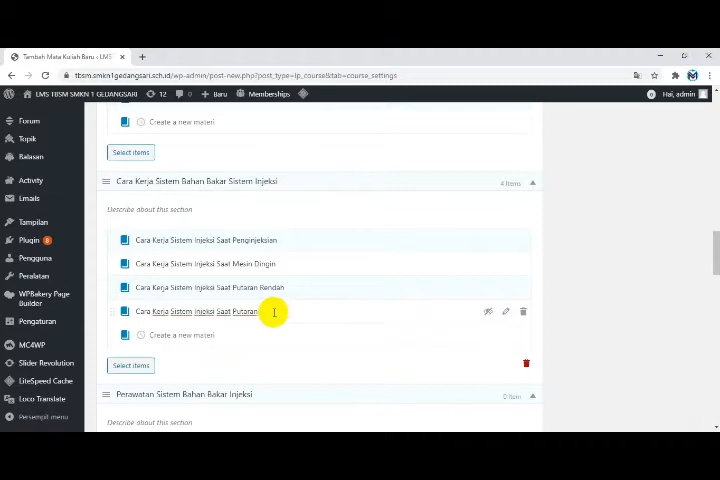 Tambah Mata Kuliah Baru ‹ LMS
tbsm.smkn1gedangsari.sch.id/wp-admin/post-new.php?post_type=lp_course&tab=course_settings
LMS TBSM SMKN 1 GEDANGSARI 12 0 Baru Memberships 0 Hai, admin
Forum
Topik
Balasan
Activity
Emails
Tampilan
Plugin 8
Pengguna
Peralatan
WPBakery Page
Builder
Pengaturan
MC4WP
Slider Revolution
LiteSpeed Cache
Loco Translate
Persempit menu
Create a new materi
Select items
Cara Kerja Sistem Bahan Bakar Sistem Injeksi 4 Items
Describe about this section
Cara Kerja Sistem Injeksi Saat Penginjeksian
Cara Kerja Sistem Injeksi Saat Mesin Dingin
Cara Kerja Sistem Injeksi Saat Putaran Rendah
Cara Kerja Sistem Injeksi Saat Putaran
Create a new materi
Select items
Perawatan Sistem Bahan Bakar Injeksi 0 Item
Describe about this section